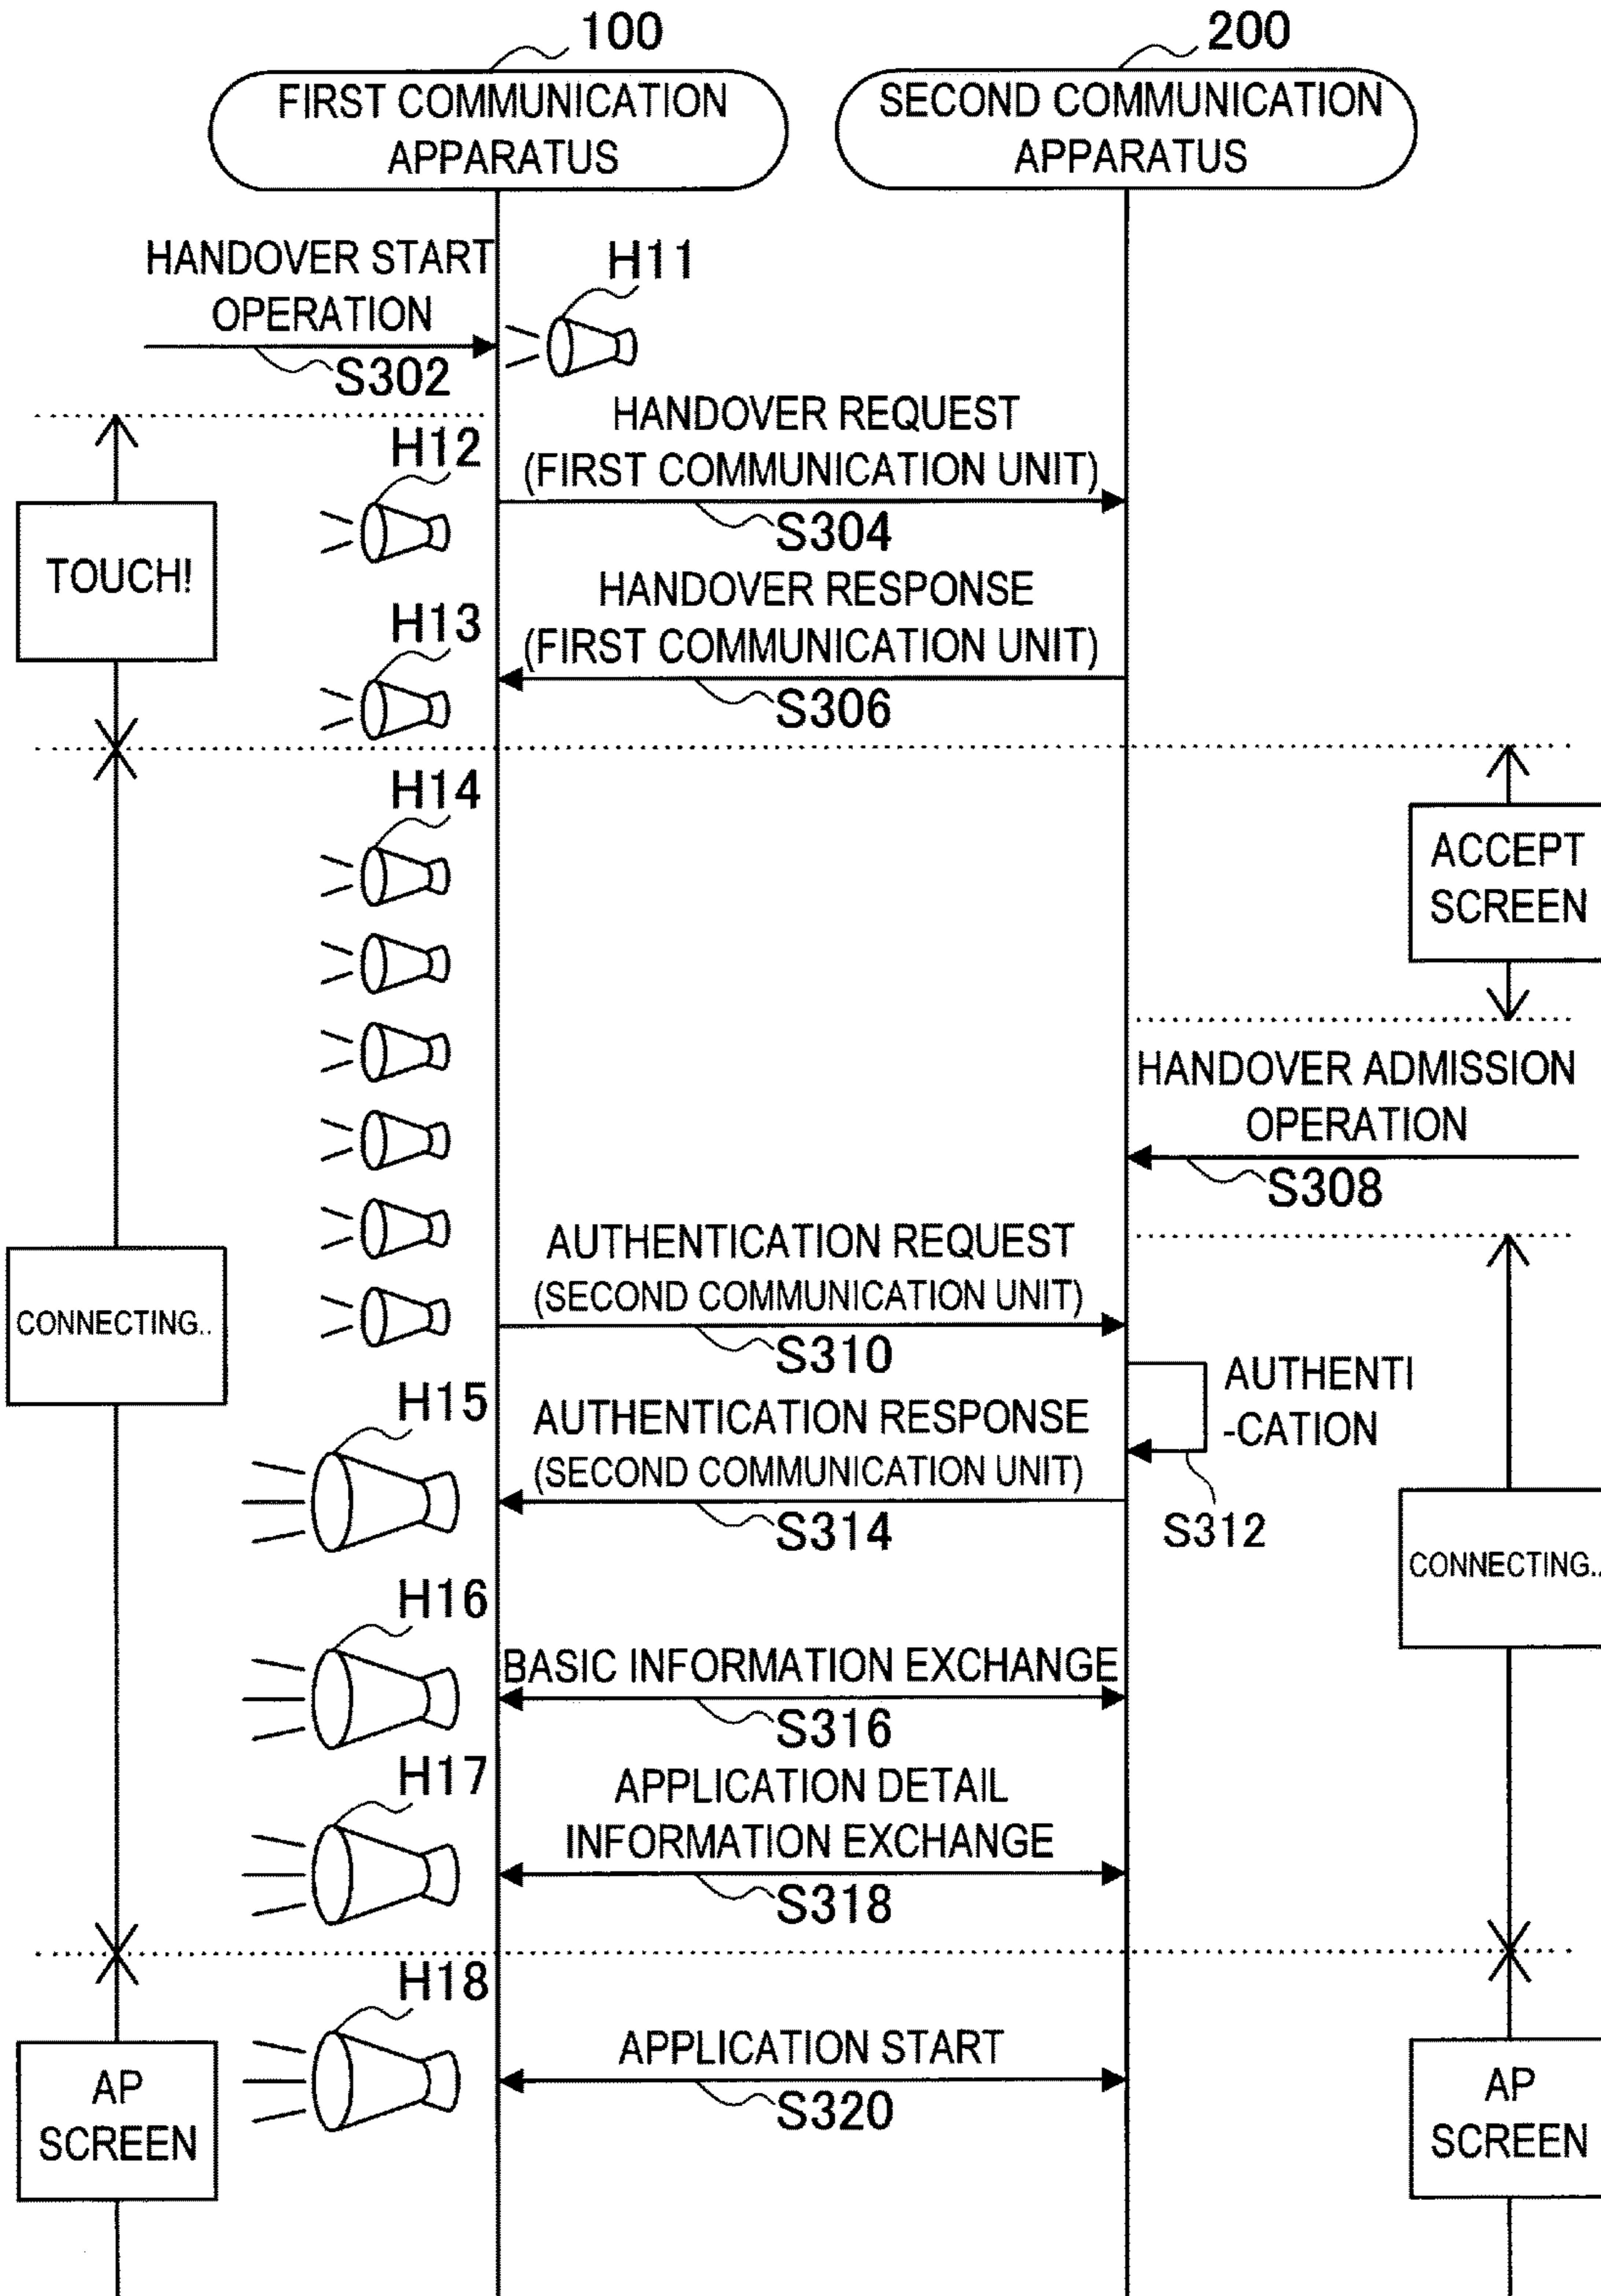 100
200
FIRST COMMUNICATION
APPARATUS
SECOND COMMUNICATION
APPARATUS
HANDOVER START
OPERATION
S302
H11
HANDOVER REQUEST
(FIRST COMMUNICATION UNIT)
S304
H12
TOUCH!
HANDOVER RESPONSE
(FIRST COMMUNICATION UNIT)
S306
H13
H14
ACCEPT
SCREEN
HANDOVER ADMISSION
OPERATION
S308
AUTHENTICATION REQUEST
(SECOND COMMUNICATION UNIT)
S310
CONNECTING..
AUTHENTI
-CATION
S312
H15
AUTHENTICATION RESPONSE
(SECOND COMMUNICATION UNIT)
S314
CONNECTING..
H16
BASIC INFORMATION EXCHANGE
S316
H17
APPLICATION DETAIL
INFORMATION EXCHANGE
S318
H18
APPLICATION START
S320
AP
SCREEN
AP
SCREEN